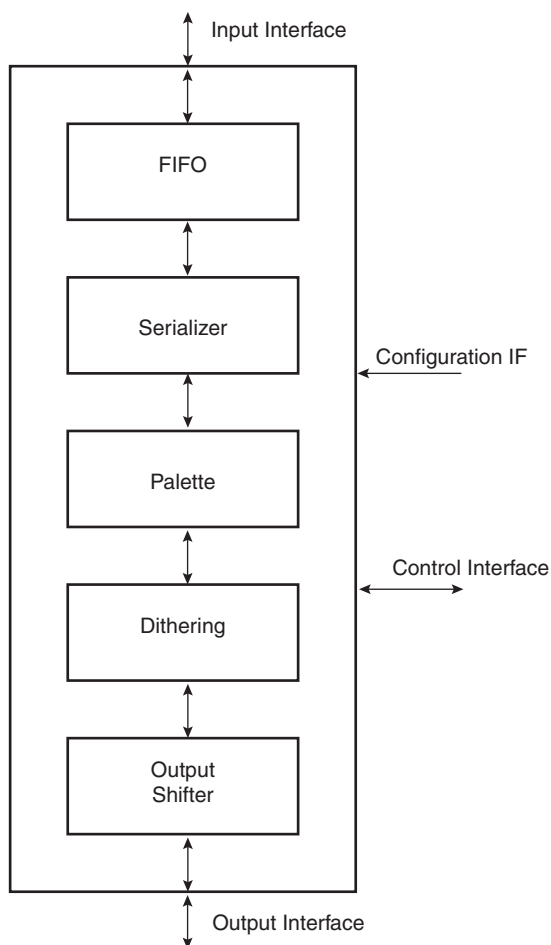 Input Interface
FIFO
Serializer
Configuration IF
Palette
Control Interface
Dithering
Output
Shifter
Output Interface